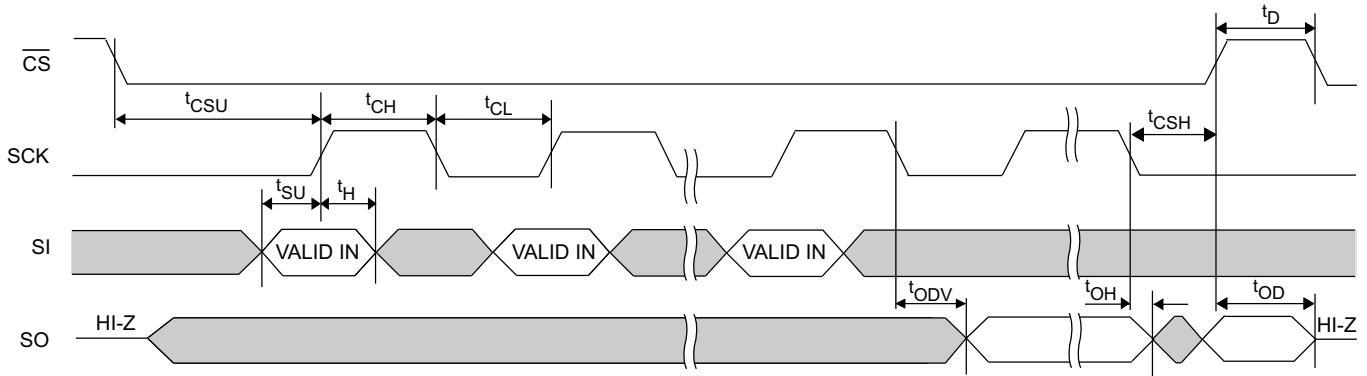 tD
CS
tCSU
tCH
tCL
tCSH
SCK
tSU
tH
SI
VALID IN
VALID IN
VALID IN
tODV
tOH
tOD
SO
HI-Z
HI-Z